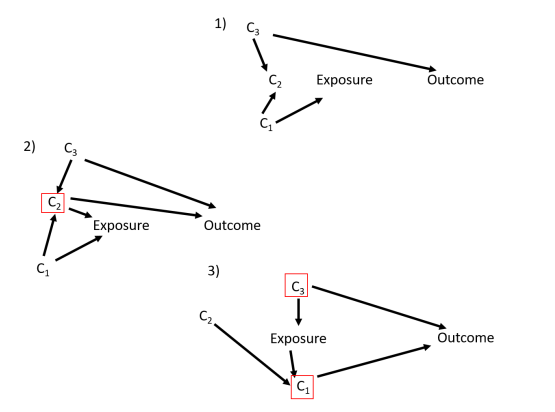 1)
C₃
C₂ Exposure Outcome
C₁
2)
C₃
C₂
Exposure Outcome
C₁
3)
C₃
C₂
Exposure Outcome
C₁